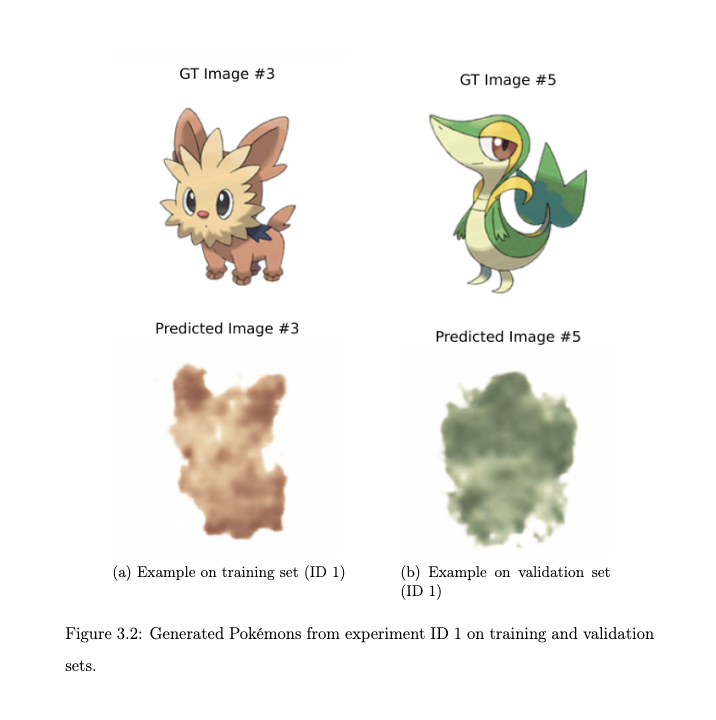 GT Image #3
GT Image #5
Predicted Image #3
Predicted Image #5
(a) Example on training set (ID 1)
(b) Example on validation set
(ID 1)
Figure 3.2: Generated Pokémons from experiment ID 1 on training and validation
sets.